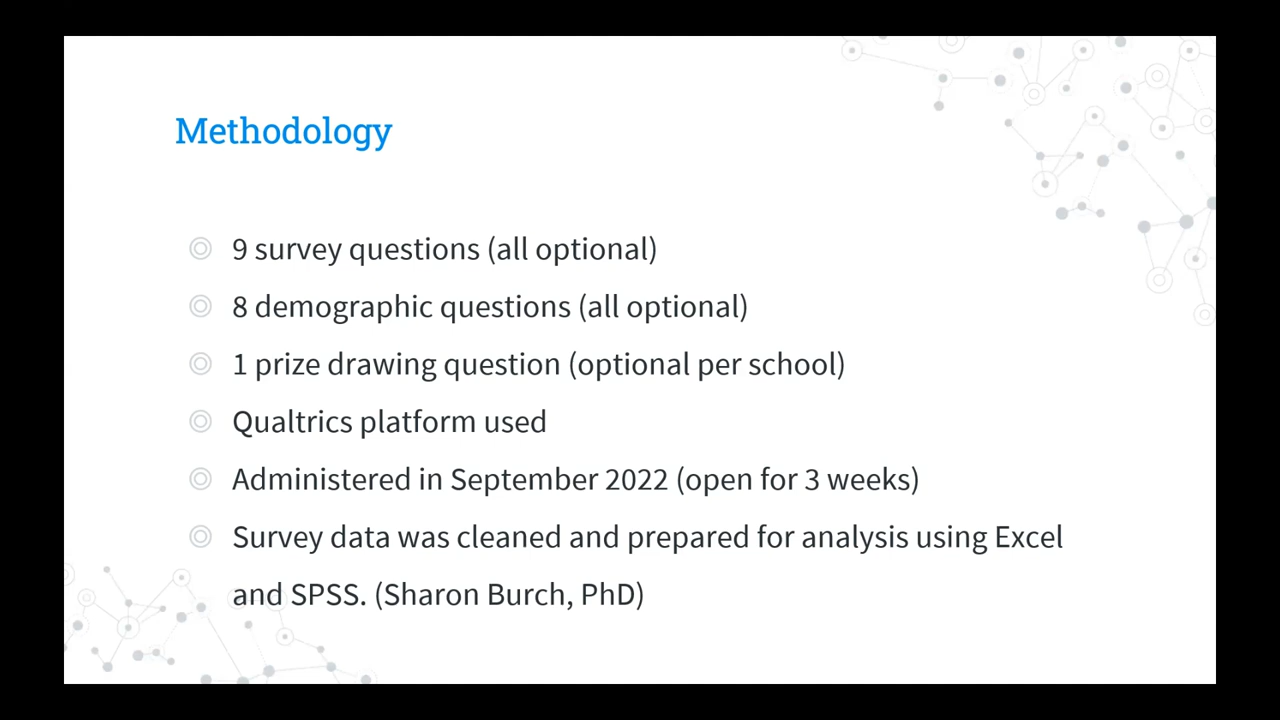 Methodology
9 survey questions (all optional)
8 demographic questions (all optional)
1 prize drawing question (optional per school)
Qualtrics platform used
Administered in September 2022 (open for 3 weeks)
Survey data was cleaned and prepared for analysis using Excel
and SPSS. (Sharon Burch, PhD)